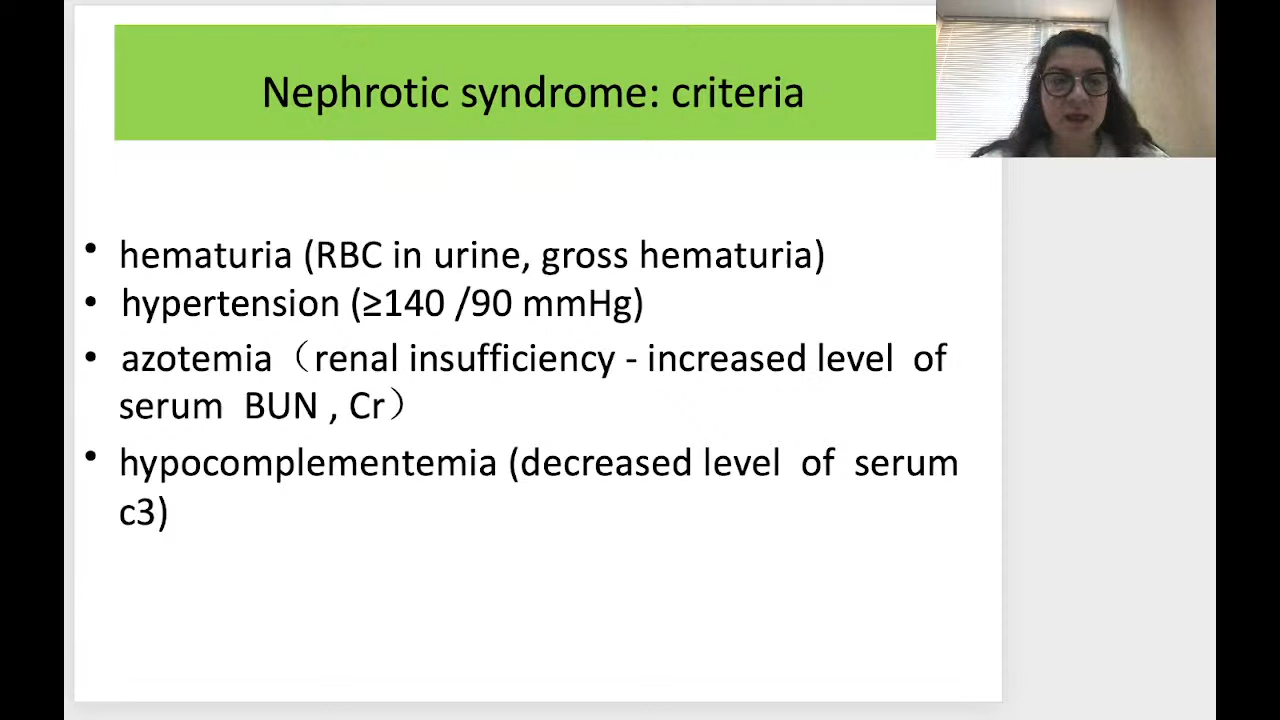 Nephrotic syndrome: criteria
• hematuria (RBC in urine, gross hematuria)
• hypertension (≥140 /90 mmHg)
• azotemia（renal insufficiency - increased level of
serum BUN , Cr）
• hypocomplementemia (decreased level of serum
c3)